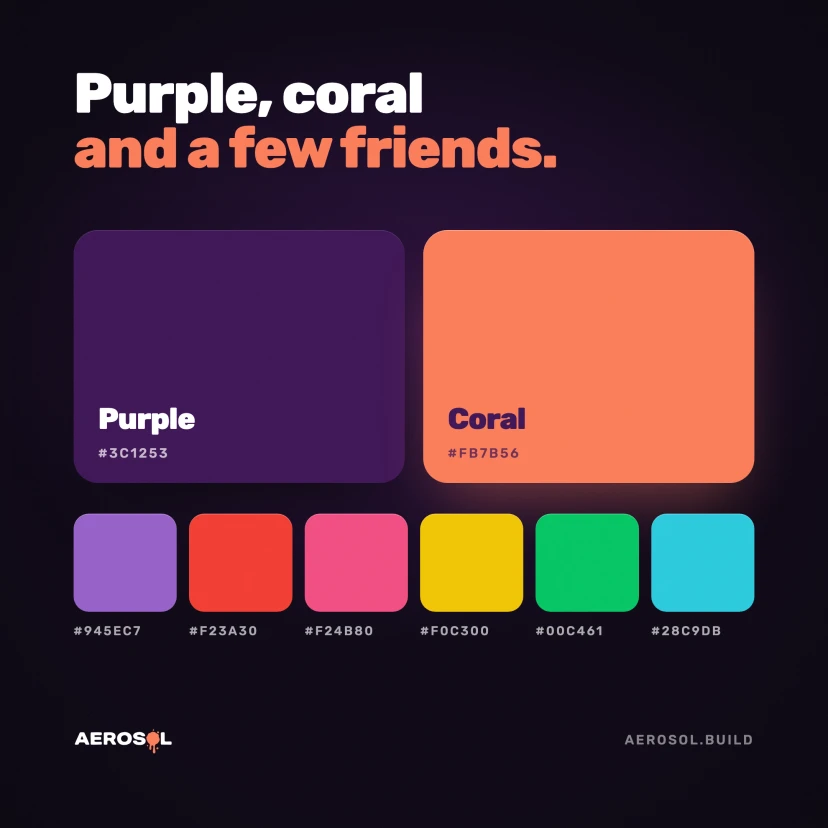 Purple, coral
and a few friends.
Purple
#3C1253
Coral
#FB7B56
#945EC7
#F23A30
#F24B80
#F0C300
#00C461
#28C9DB
AEROSOL
AEROSOL.BUILD